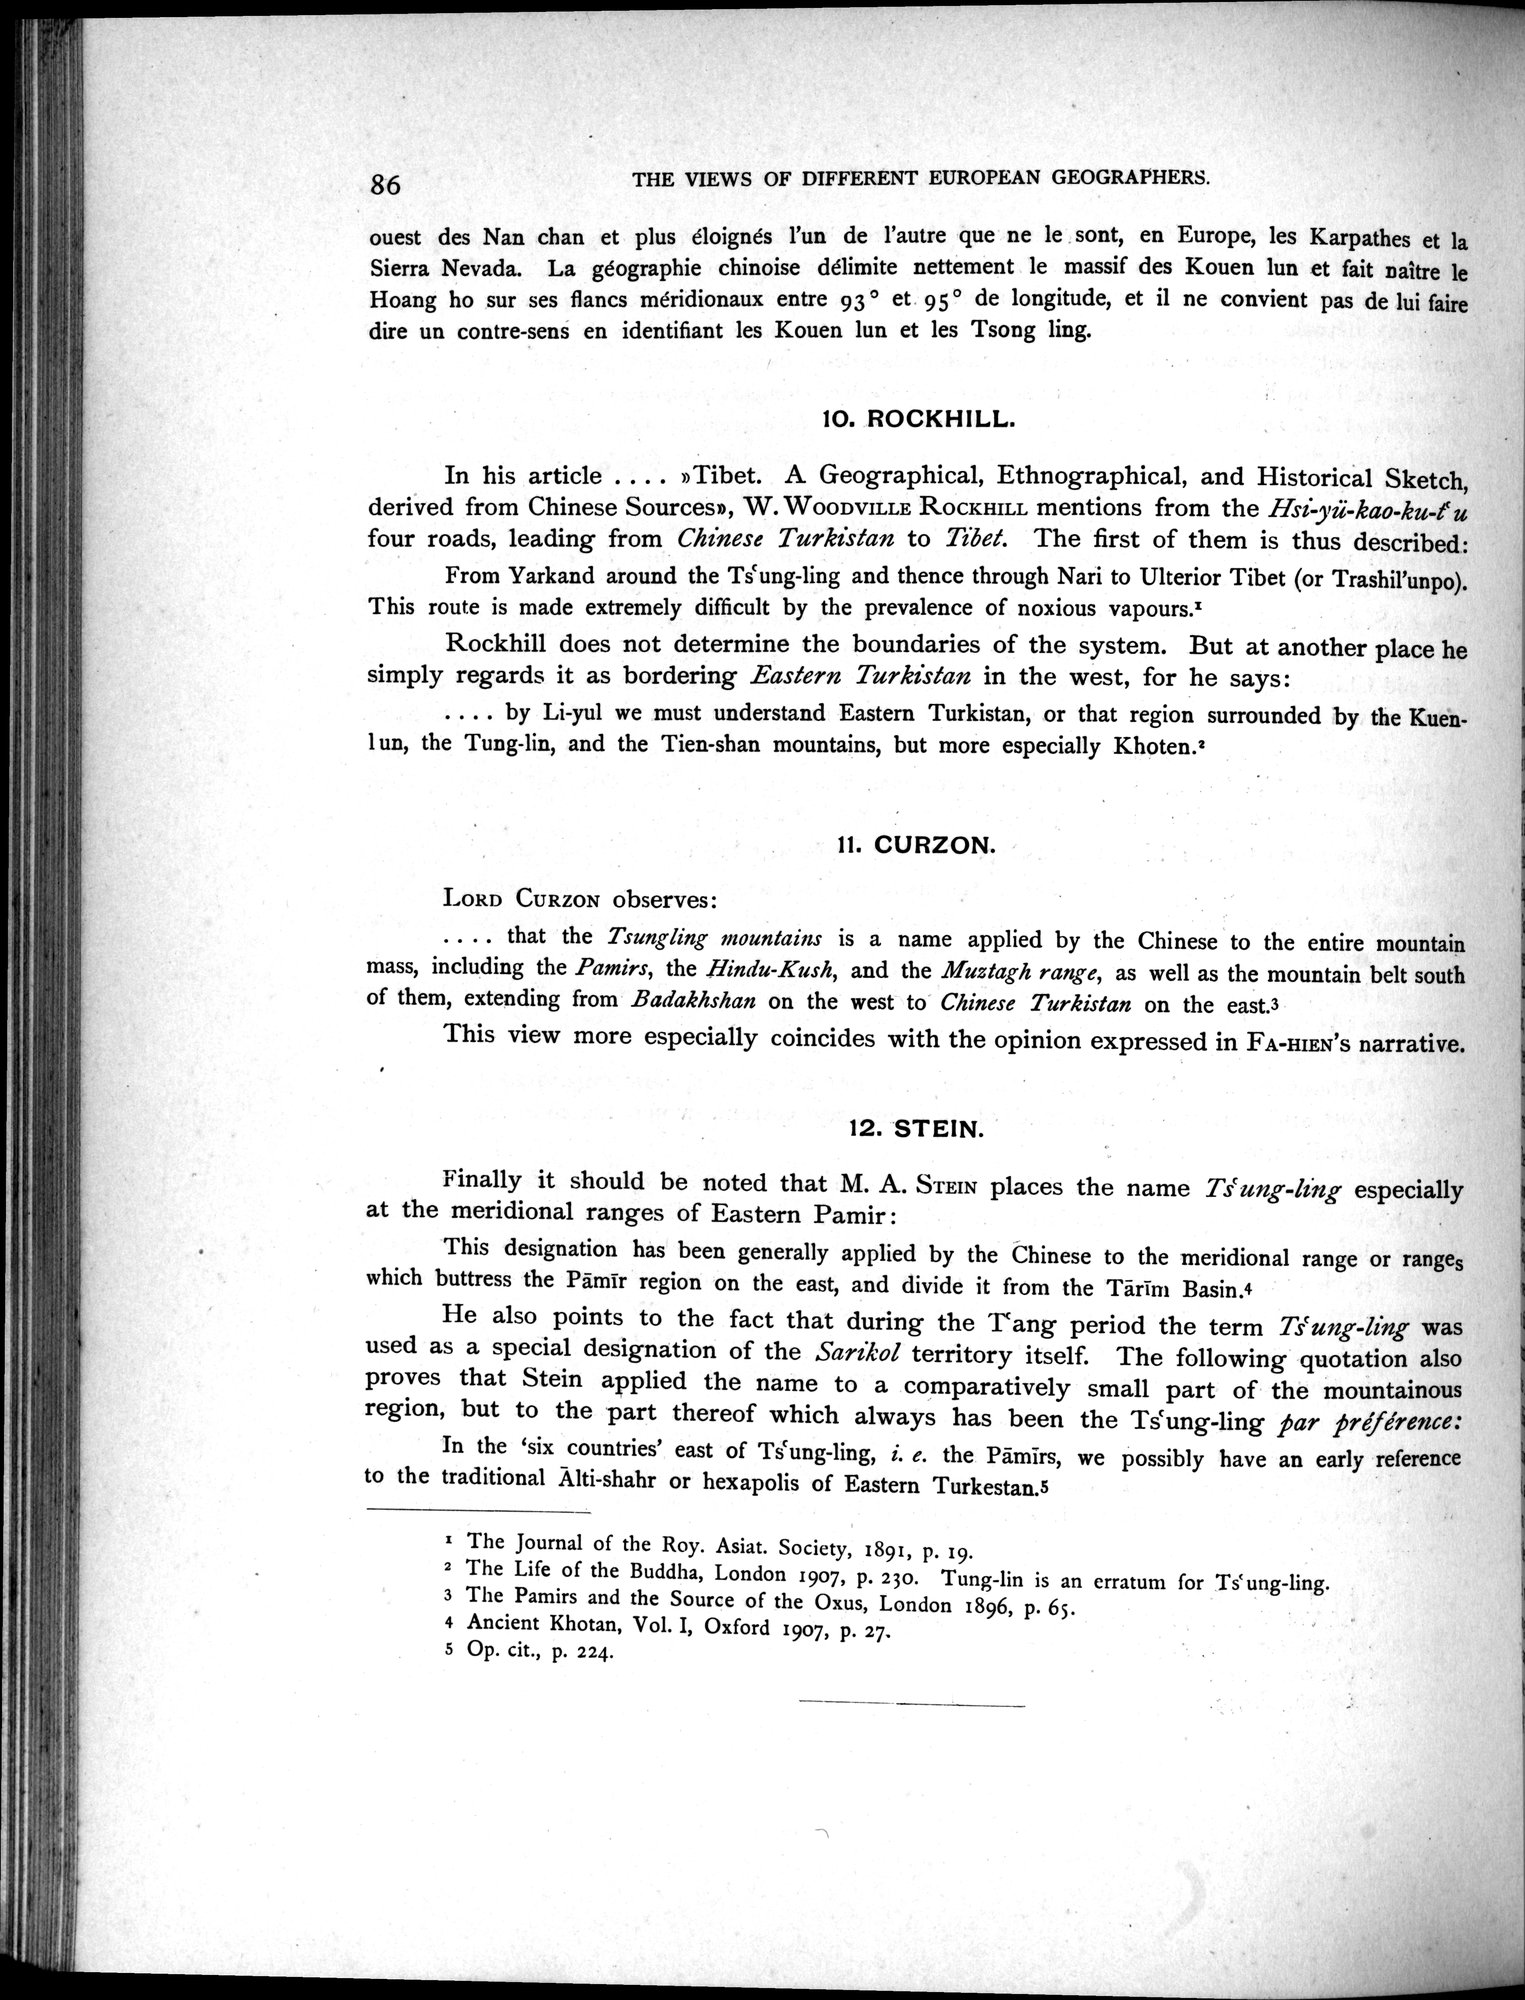 86 THE VIEWS OF DIFFERENT EUROPEAN GEOGRAPHERS.
ouest des Nan chan et plus éloignés l'un de l'autre que ne le sont, en Europe, les Karpathes et la
Sierra Nevada. La géographie chinoise délimite nettement le massif des Kouen lun et fait naître le
Hoang ho sur ses flancs méridionaux entre 93° et 95° de longitude, et il ne convient pas de lui faire
dire un contre-sens en identifiant les Kouen lun et les Tsong ling.
10. ROCKHILL.
In his article .... »Tibet. A Geographical, Ethnographical, and Historical Sketch,
derived from Chinese Sources», W. WOODVILLE ROCKHILL mentions from the Hsi-yü-kao-ku-tʿu
four roads, leading from Chinese Turkistan to Tibet. The first of them is thus described:
From Yarkand around the Tsʿung-ling and thence through Nari to Ulterior Tibet (or Trashil'unpo).
This route is made extremely difficult by the prevalence of noxious vapours.¹
Rockhill does not determine the boundaries of the system. But at another place he
simply regards it as bordering Eastern Turkistan in the west, for he says:
.... by Li-yul we must understand Eastern Turkistan, or that region surrounded by the Kuen-
lun, the Tung-lin, and the Tien-shan mountains, but more especially Khoten.²
11. CURZON.
LORD CURZON observes:
.... that the Tsungling mountains is a name applied by the Chinese to the entire mountain
mass, including the Pamirs, the Hindu-Kush, and the Muztagh range, as well as the mountain belt south
of them, extending from Badakhshan on the west to Chinese Turkistan on the east.³
This view more especially coincides with the opinion expressed in FA-HIEN's narrative.
12. STEIN.
Finally it should be noted that M. A. STEIN places the name Tsʿung-ling especially
at the meridional ranges of Eastern Pamir:
This designation has been generally applied by the Chinese to the meridional range or ranges
which buttress the Pāmīr region on the east, and divide it from the Tārīm Basin.⁴
He also points to the fact that during the Tʿang period the term Tsʿung-ling was
used as a special designation of the Sarikol territory itself. The following quotation also
proves that Stein applied the name to a comparatively small part of the mountainous
region, but to the part thereof which always has been the Tsʿung-ling par préférence:
In the 'six countries' east of Tsʿung-ling, i. e. the Pāmīrs, we possibly have an early reference
to the traditional Ālti-shahr or hexapolis of Eastern Turkestan.⁵
¹ The Journal of the Roy. Asiat. Society, 1891, p. 19.
² The Life of the Buddha, London 1907, p. 230. Tung-lin is an erratum for Tsʿung-ling.
³ The Pamirs and the Source of the Oxus, London 1896, p. 65.
⁴ Ancient Khotan, Vol. I, Oxford 1907, p. 27.
⁵ Op. cit., p. 224.